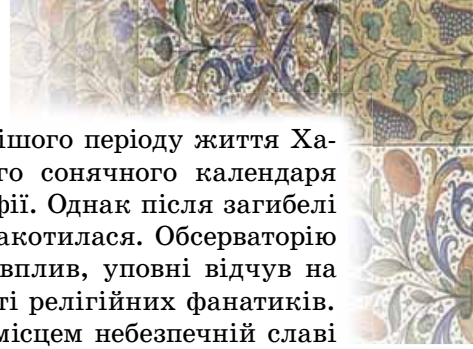 ішого періоду життя Ха-
го сонячного календаря
фії. Однак після загибелі
акотилася. Обсерваторію
вплив, уповні відчув на
ті релігійних фанатиків.
місцем небезпечній славі